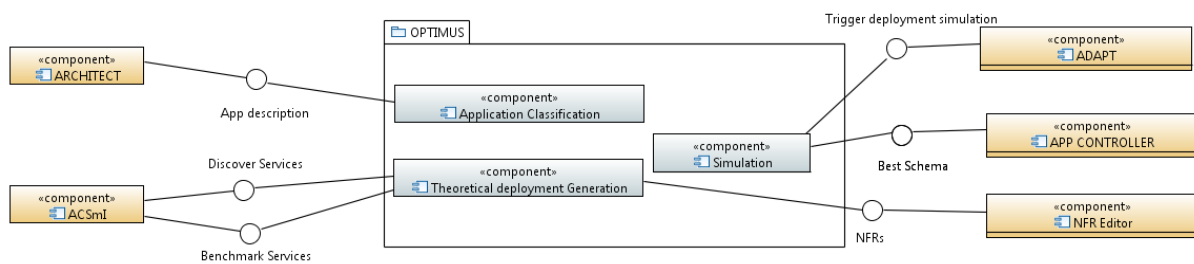 Trigger deployment simulation
OPTIMUS
«component»
ARCHITECT
«component»
ADAPT
App description
«component»
Application Classification
Discover Services
«component»
Simulation
«component»
APP CONTROLLER
Best Schema
«component»
Theoretical deployment Generation
«component»
ACSmI
«component»
NFR Editor
NFRs
Benchmark Services